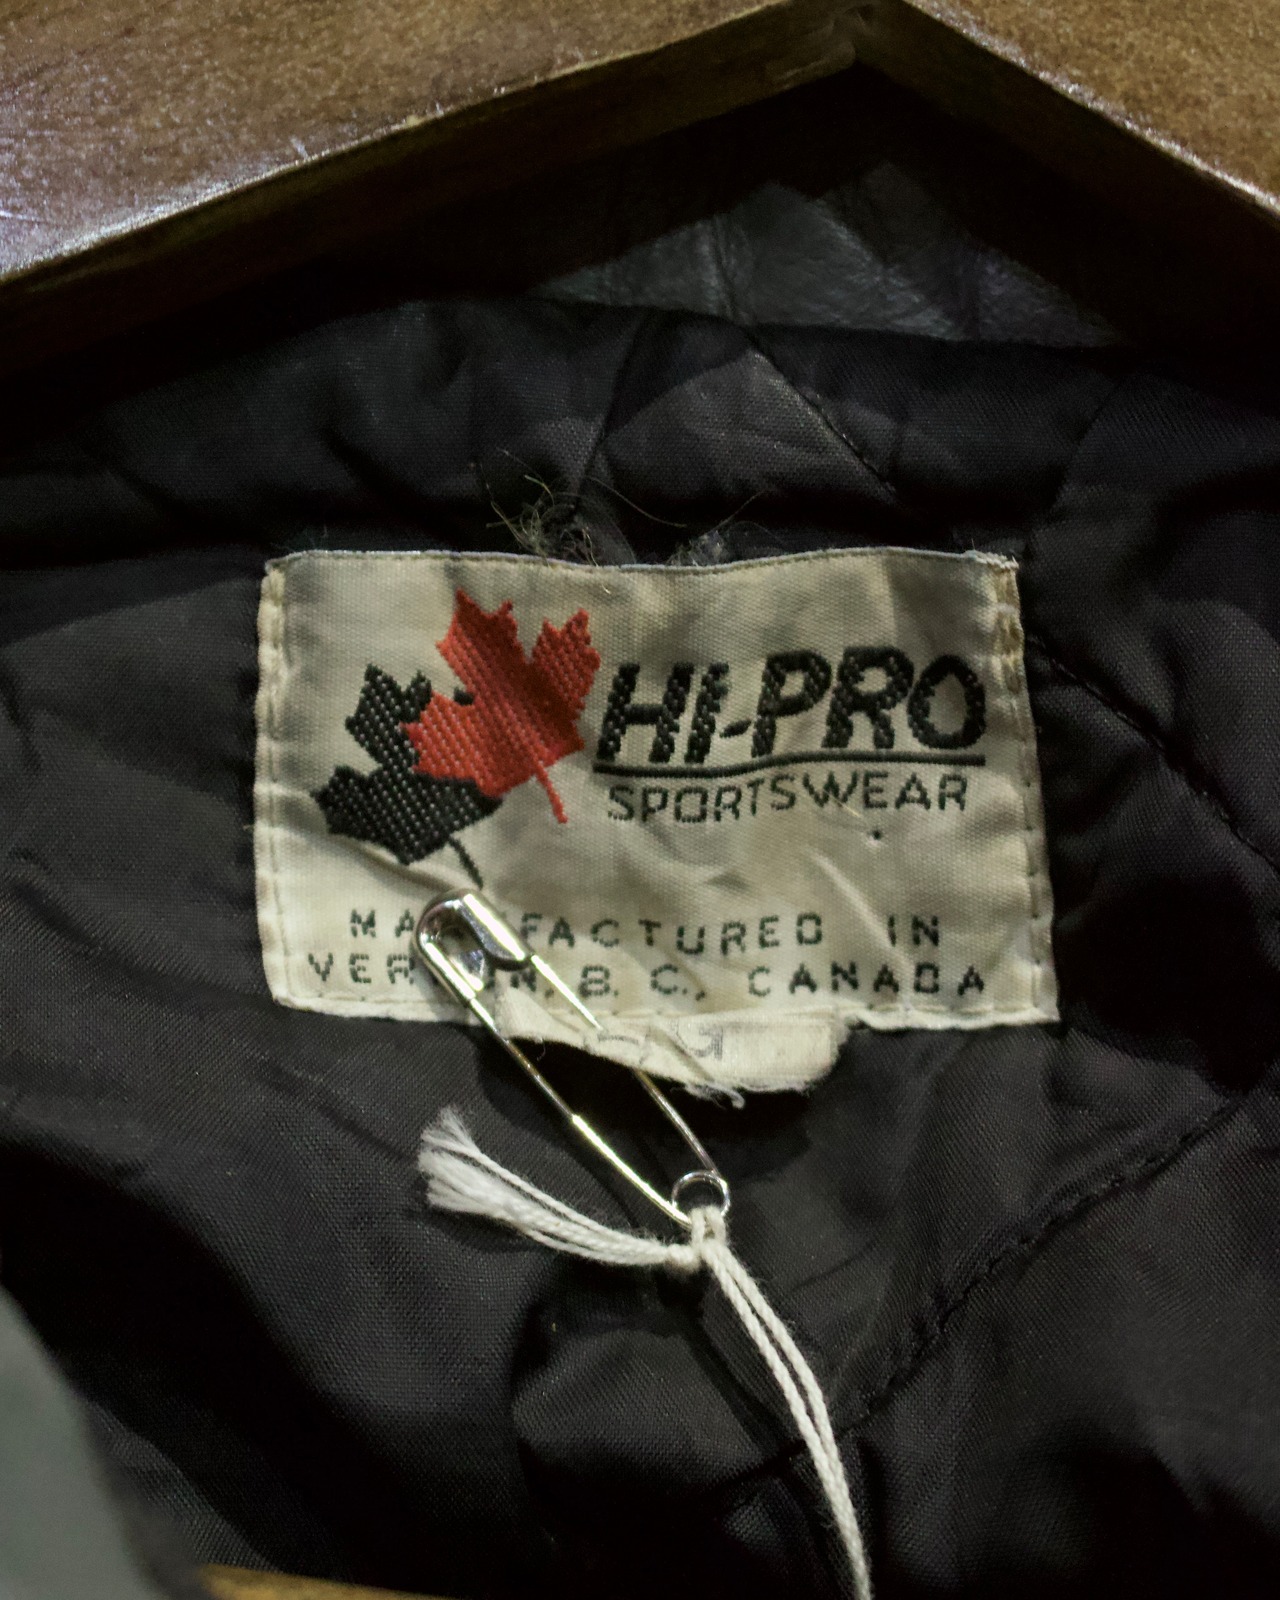 HI-PRO
SPORTSWEAR
MANUFACTURED IN
VERNON, B. C., CANADA